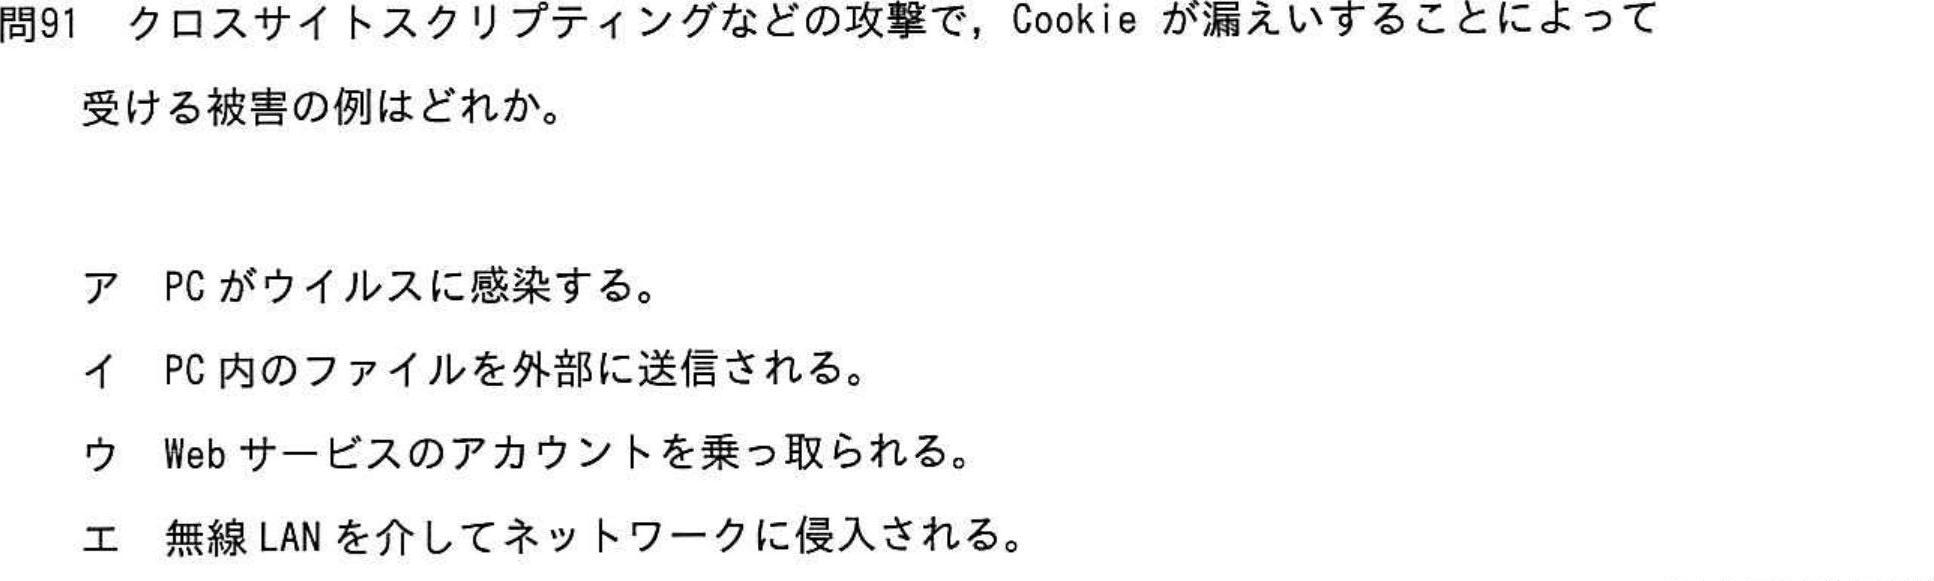 問91　クロスサイトスクリプティングなどの攻撃で，Cookie が漏えいすることによって
受ける被害の例はどれか。
ア　PC がウイルスに感染する。
イ　PC 内のファイルを外部に送信される。
ウ　Web サービスのアカウントを乗っ取られる。
エ　無線 LAN を介してネットワークに侵入される。